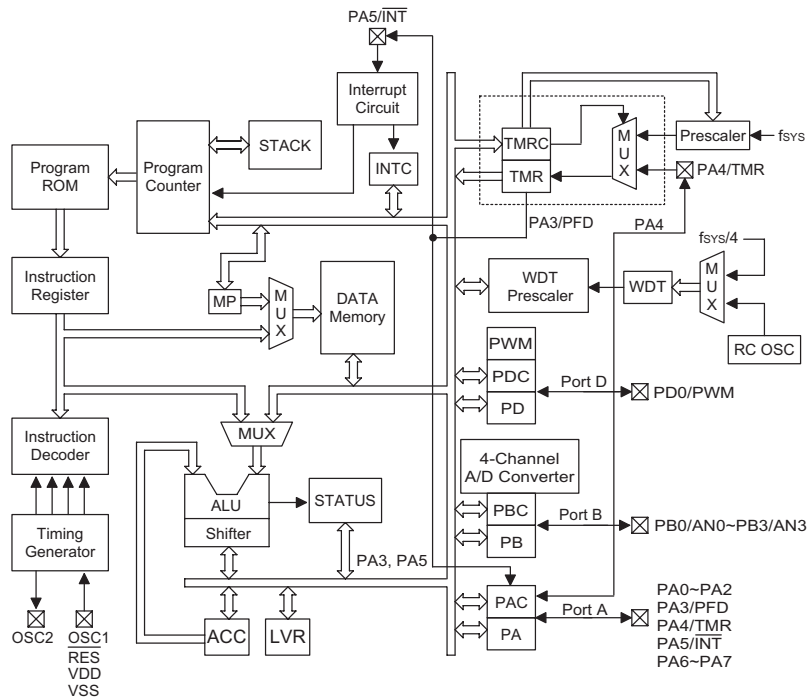 PA5/INT
Interrupt
Circuit
STACK
INTC
Program
ROM
Program
Counter
Instruction
Register
MP
MUX
DATA
Memory
MUX
Instruction
Decoder
ALU
Shifter
STATUS
Timing
Generator
OSC2
OSC1
RES
VDD
VSS
ACC
LVR
PA3, PA5
TMRC
TMR
MUX
Prescaler
fSYS
PA4/TMR
PA3/PFD
PA4
fSYS/4
WDT
Prescaler
WDT
MUX
RC OSC
PWM
PDC
PD
Port D
PD0/PWM
4-Channel
A/D Converter
PBC
PB
Port B
PB0/AN0~PB3/AN3
PAC
PA
Port A
PA0~PA2
PA3/PFD
PA4/TMR
PA5/INT
PA6~PA7